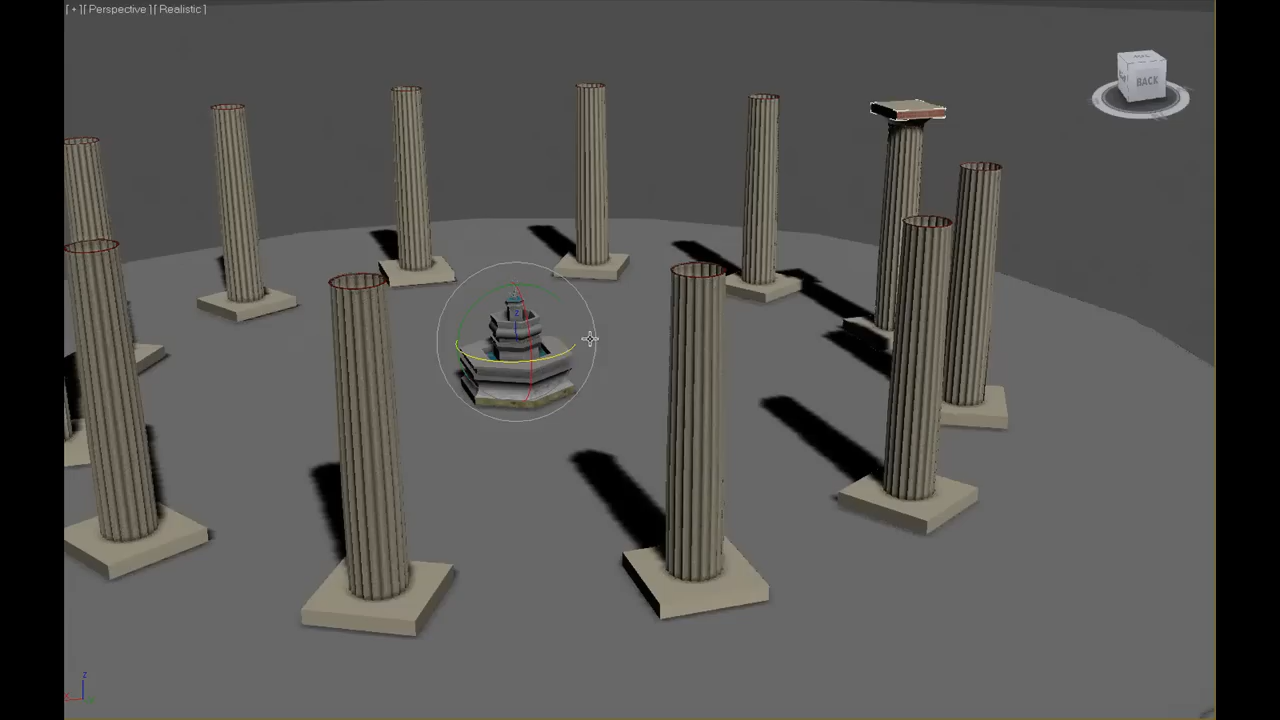 [ + ][ Perspective ][ Realistic ]
BACK
z